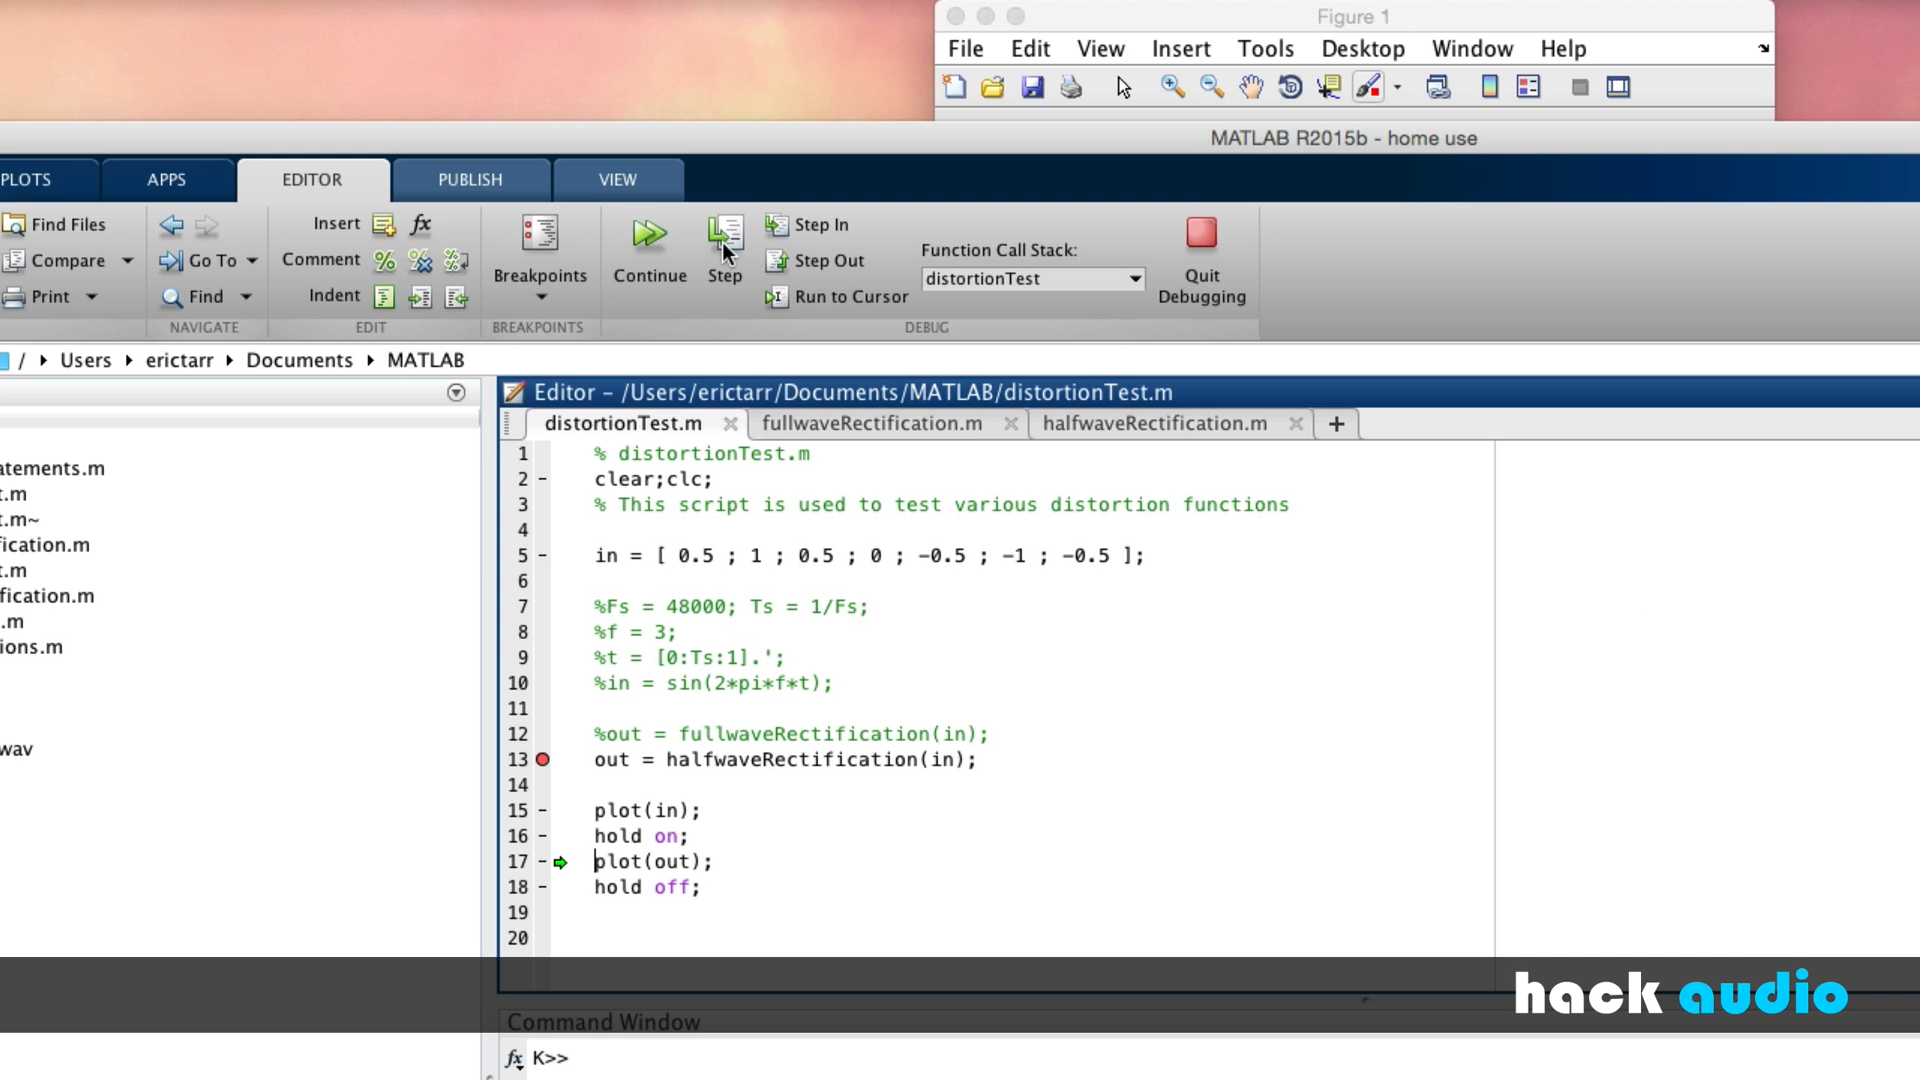 Figure 1
File Edit View Insert Tools Desktop Window Help
MATLAB R2015b - home use
PLOTS APPS EDITOR PUBLISH VIEW
Find Files
Compare
Print
Go To
Find
NAVIGATE
Insert fx
Comment
Indent
EDIT
Breakpoints
BREAKPOINTS
Continue
Step
Step In
Step Out
Run to Cursor
Function Call Stack:
distortionTest
Quit
Debugging
DEBUG
/ Users erictarr Documents MATLAB
atements.m
t.m
t.m~
fication.m
t.m
fication.m
.m
ions.m
wav
Editor - /Users/erictarr/Documents/MATLAB/distortionTest.m
distortionTest.m fullwaveRectification.m halfwaveRectification.m +
1 % distortionTest.m
2 - clear;clc;
3 % This script is used to test various distortion functions
4
5 - in = [ 0.5 ; 1 ; 0.5 ; 0 ; -0.5 ; -1 ; -0.5 ];
6
7 %Fs = 48000; Ts = 1/Fs;
8 %f = 3;
9 %t = [0:Ts:1].';
10 %in = sin(2*pi*f*t);
11
12 %out = fullwaveRectification(in);
13 out = halfwaveRectification(in);
14
15 - plot(in);
16 - hold on;
17 - plot(out);
18 - hold off;
19
20
hack audio
Command Window
fx K>>